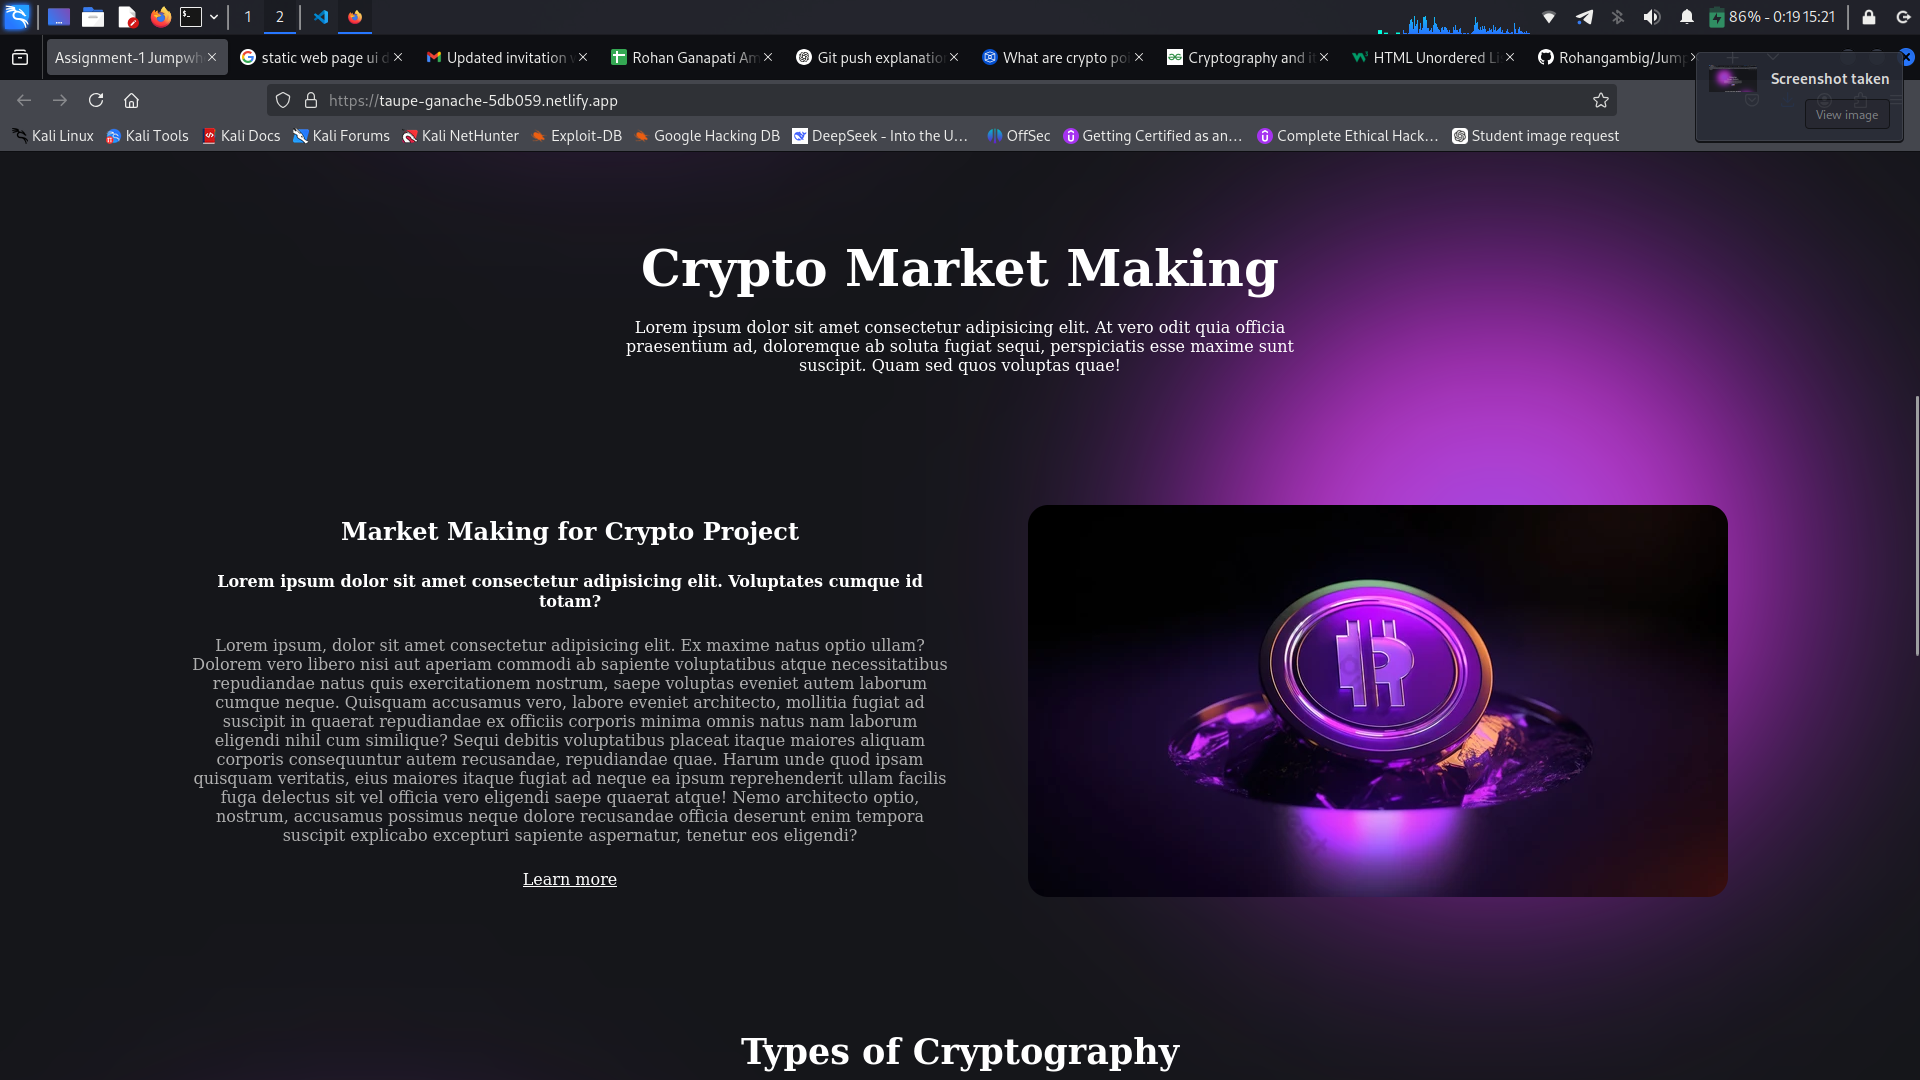 1
2
86% - 0:19
15:21
Assignment-1 Jumpwh
static web page ui d
Updated invitation
Rohan Ganapati Am
Git push explanation
What are crypto poi
Cryptography and i
HTML Unordered Li
Rohangambig/Jump
https://taupe-ganache-5db059.netlify.app
Screenshot taken
View image
Kali Linux
Kali Tools
Kali Docs
Kali Forums
Kali NetHunter
Exploit-DB
Google Hacking DB
DeepSeek - Into the U...
OffSec
Getting Certified as an...
Complete Ethical Hack...
Student image request
Crypto Market Making
Lorem ipsum dolor sit amet consectetur adipisicing elit. At vero odit quia officia
praesentium ad, doloremque ab soluta fugiat sequi, perspiciatis esse maxime sunt
suscipit. Quam sed quos voluptas quae!
Market Making for Crypto Project
Lorem ipsum dolor sit amet consectetur adipisicing elit. Voluptates cumque id
totam?
Lorem ipsum, dolor sit amet consectetur adipisicing elit. Ex maxime natus optio ullam?
Dolorem vero libero nisi aut aperiam commodi ab sapiente voluptatibus atque necessitatibus
repudiandae natus quis exercitationem nostrum, saepe voluptas eveniet autem laborum
cumque neque. Quisquam accusamus vero, labore eveniet architecto, mollitia fugiat ad
suscipit in quaerat repudiandae ex officiis corporis minima omnis natus nam laborum
eligendi nihil cum similique? Sequi debitis voluptatibus placeat itaque maiores aliquam
corporis consequuntur autem recusandae, repudiandae quae. Harum unde quod ipsam
quisquam veritatis, eius maiores itaque fugiat ad neque ea ipsum reprehenderit ullam facilis
fuga delectus sit vel officia vero eligendi saepe quaerat atque! Nemo architecto optio,
nostrum, accusamus possimus neque dolore recusandae officia deserunt enim tempora
suscipit explicabo excepturi sapiente aspernatur, tenetur eos eligendi?
Learn more
Types of Cryptography